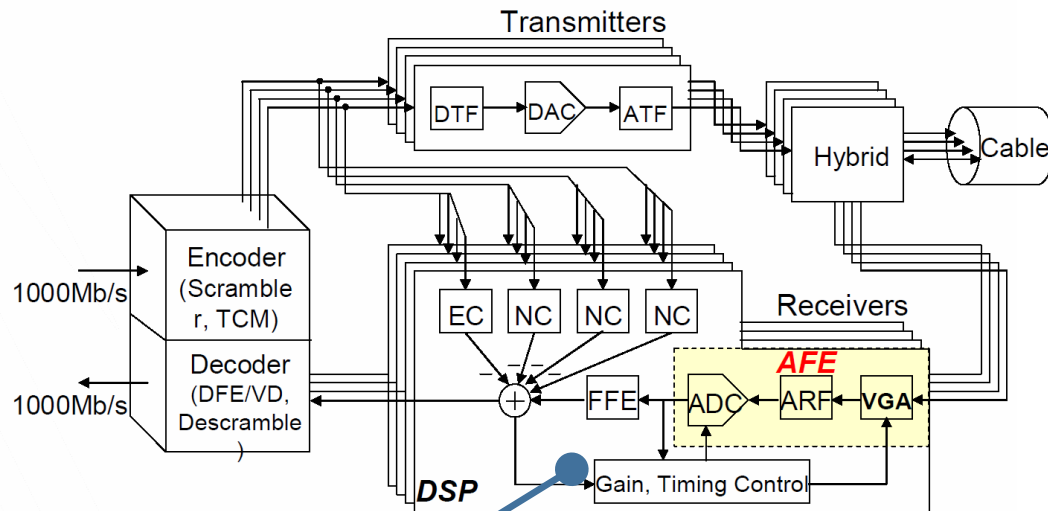 Transmitters
DTF
DAC
ATF
Hybrid
Cable
Encoder
(Scramble
r, TCM)
1000Mb/s
Decoder
(DFE/VD,
Descramble
)
1000Mb/s
EC
NC
NC
NC
Receivers
AFE
+
FFE
ADC
ARF
VGA
DSP
Gain, Timing Control